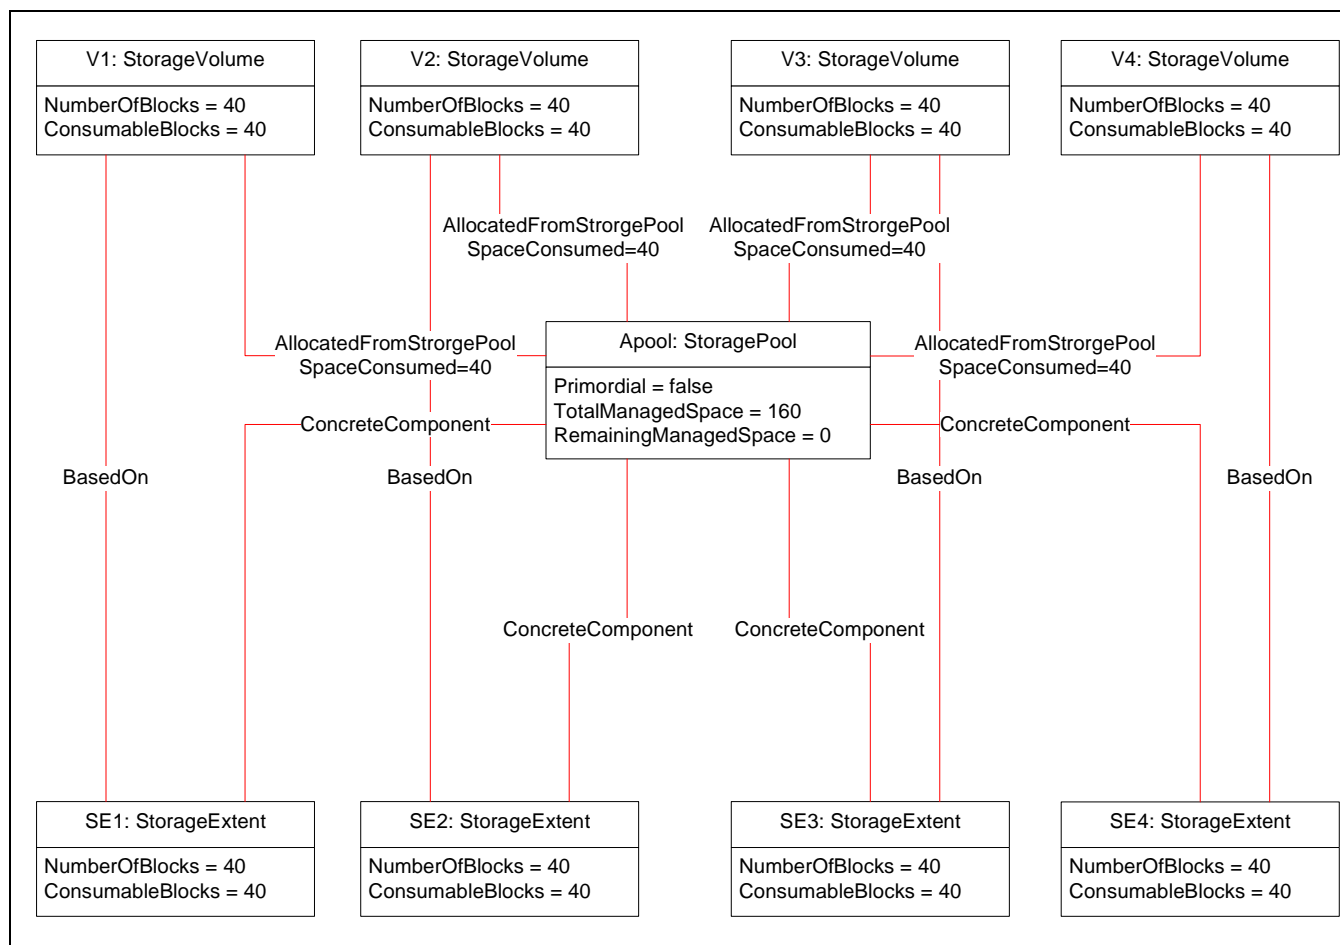 V1: StorageVolume
NumberOfBlocks = 40
ConsumableBlocks = 40
V2: StorageVolume
NumberOfBlocks = 40
ConsumableBlocks = 40
V3: StorageVolume
NumberOfBlocks = 40
ConsumableBlocks = 40
V4: StorageVolume
NumberOfBlocks = 40
ConsumableBlocks = 40
AllocatedFromStrorgePool
SpaceConsumed=40
AllocatedFromStrorgePool
SpaceConsumed=40
AllocatedFromStrorgePool
SpaceConsumed=40
Apool: StoragePool
Primordial = false
TotalManagedSpace = 160
RemainingManagedSpace = 0
AllocatedFromStrorgePool
SpaceConsumed=40
ConcreteComponent
ConcreteComponent
BasedOn
BasedOn
BasedOn
BasedOn
ConcreteComponent
ConcreteComponent
SE1: StorageExtent
NumberOfBlocks = 40
ConsumableBlocks = 40
SE2: StorageExtent
NumberOfBlocks = 40
ConsumableBlocks = 40
SE3: StorageExtent
NumberOfBlocks = 40
ConsumableBlocks = 40
SE4: StorageExtent
NumberOfBlocks = 40
ConsumableBlocks = 40